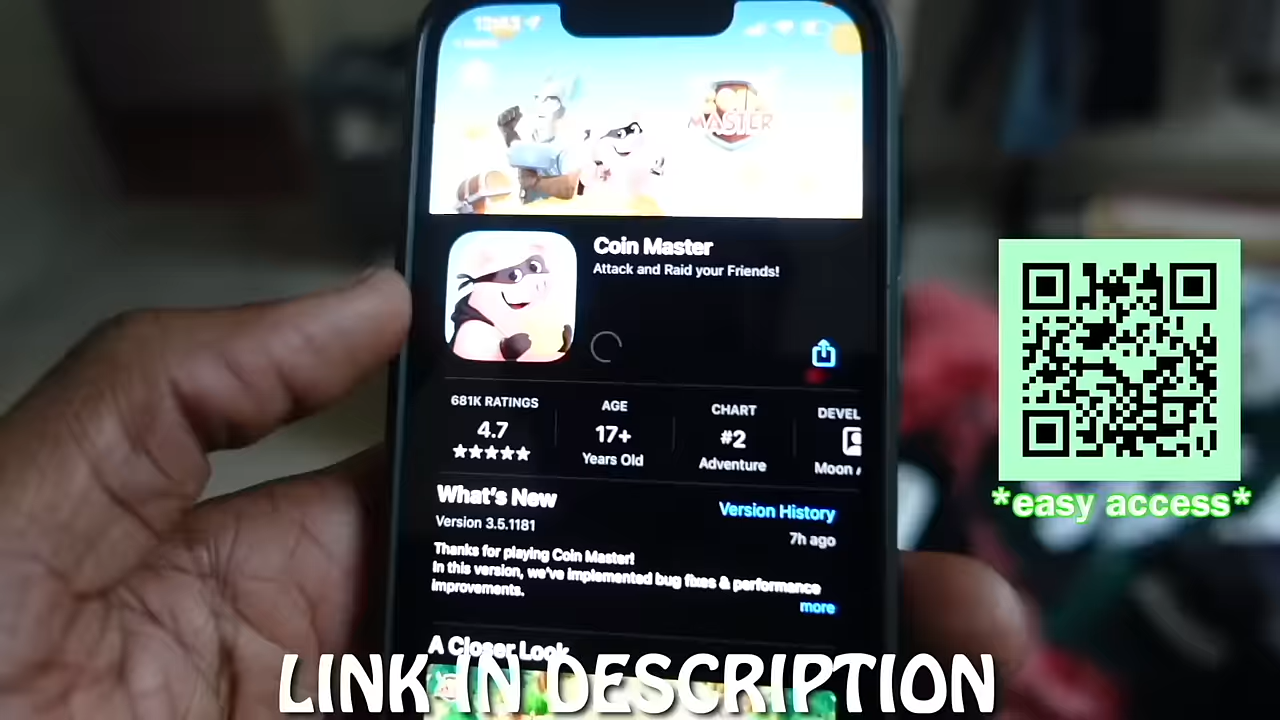 MASTER
Coin Master
Attack and Raid your Friends!
681K RATINGS
4.7
AGE
17+
Years Old
CHART
#2
Adventure
DEVEL
Moon
What's New
Version History
Version 3.5.1181
7h ago
Thanks for playing Coin Master!
In this version, we've implemented bug fixes & performance
improvements.
more
A Closer Look
*easy access*
LINK IN DESCRIPTION